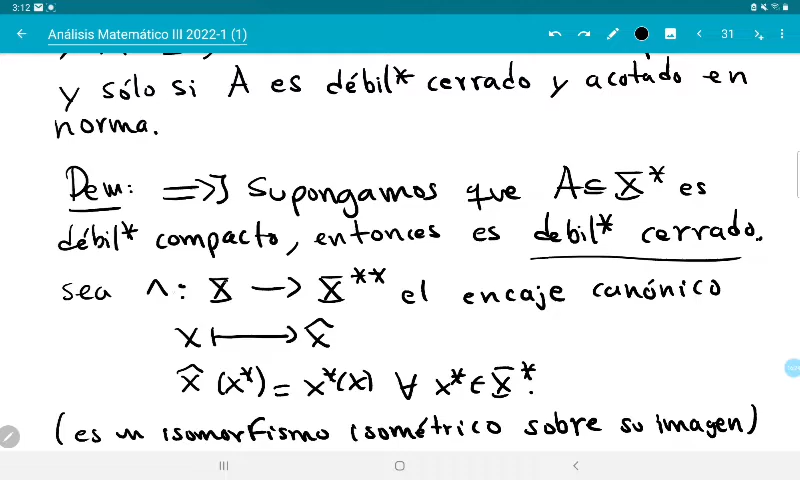 3:12
Análisis Matemático III 2022-1 (1)
31
y sólo si A es débil* cerrado y acotado en
norma.
Dem: =>] Supongamos que A⊆X* es
débil* compacto, entonces es debil* cerrado.
sea ∧: X → X** el encaje canónico
x ↦ x̂
x̂ (x*) = x*(x) ∀ x* ∈ X*.
(es un isomorfismo isométrico sobre su imagen)